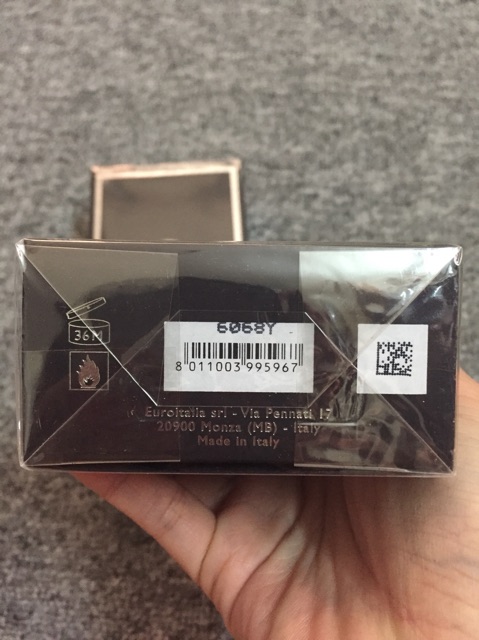 36M
6068Y
8 011003 995967
Euroitalia srl - Via Pennati 17
20900 Monza (MB) - Italy
Made in Italy